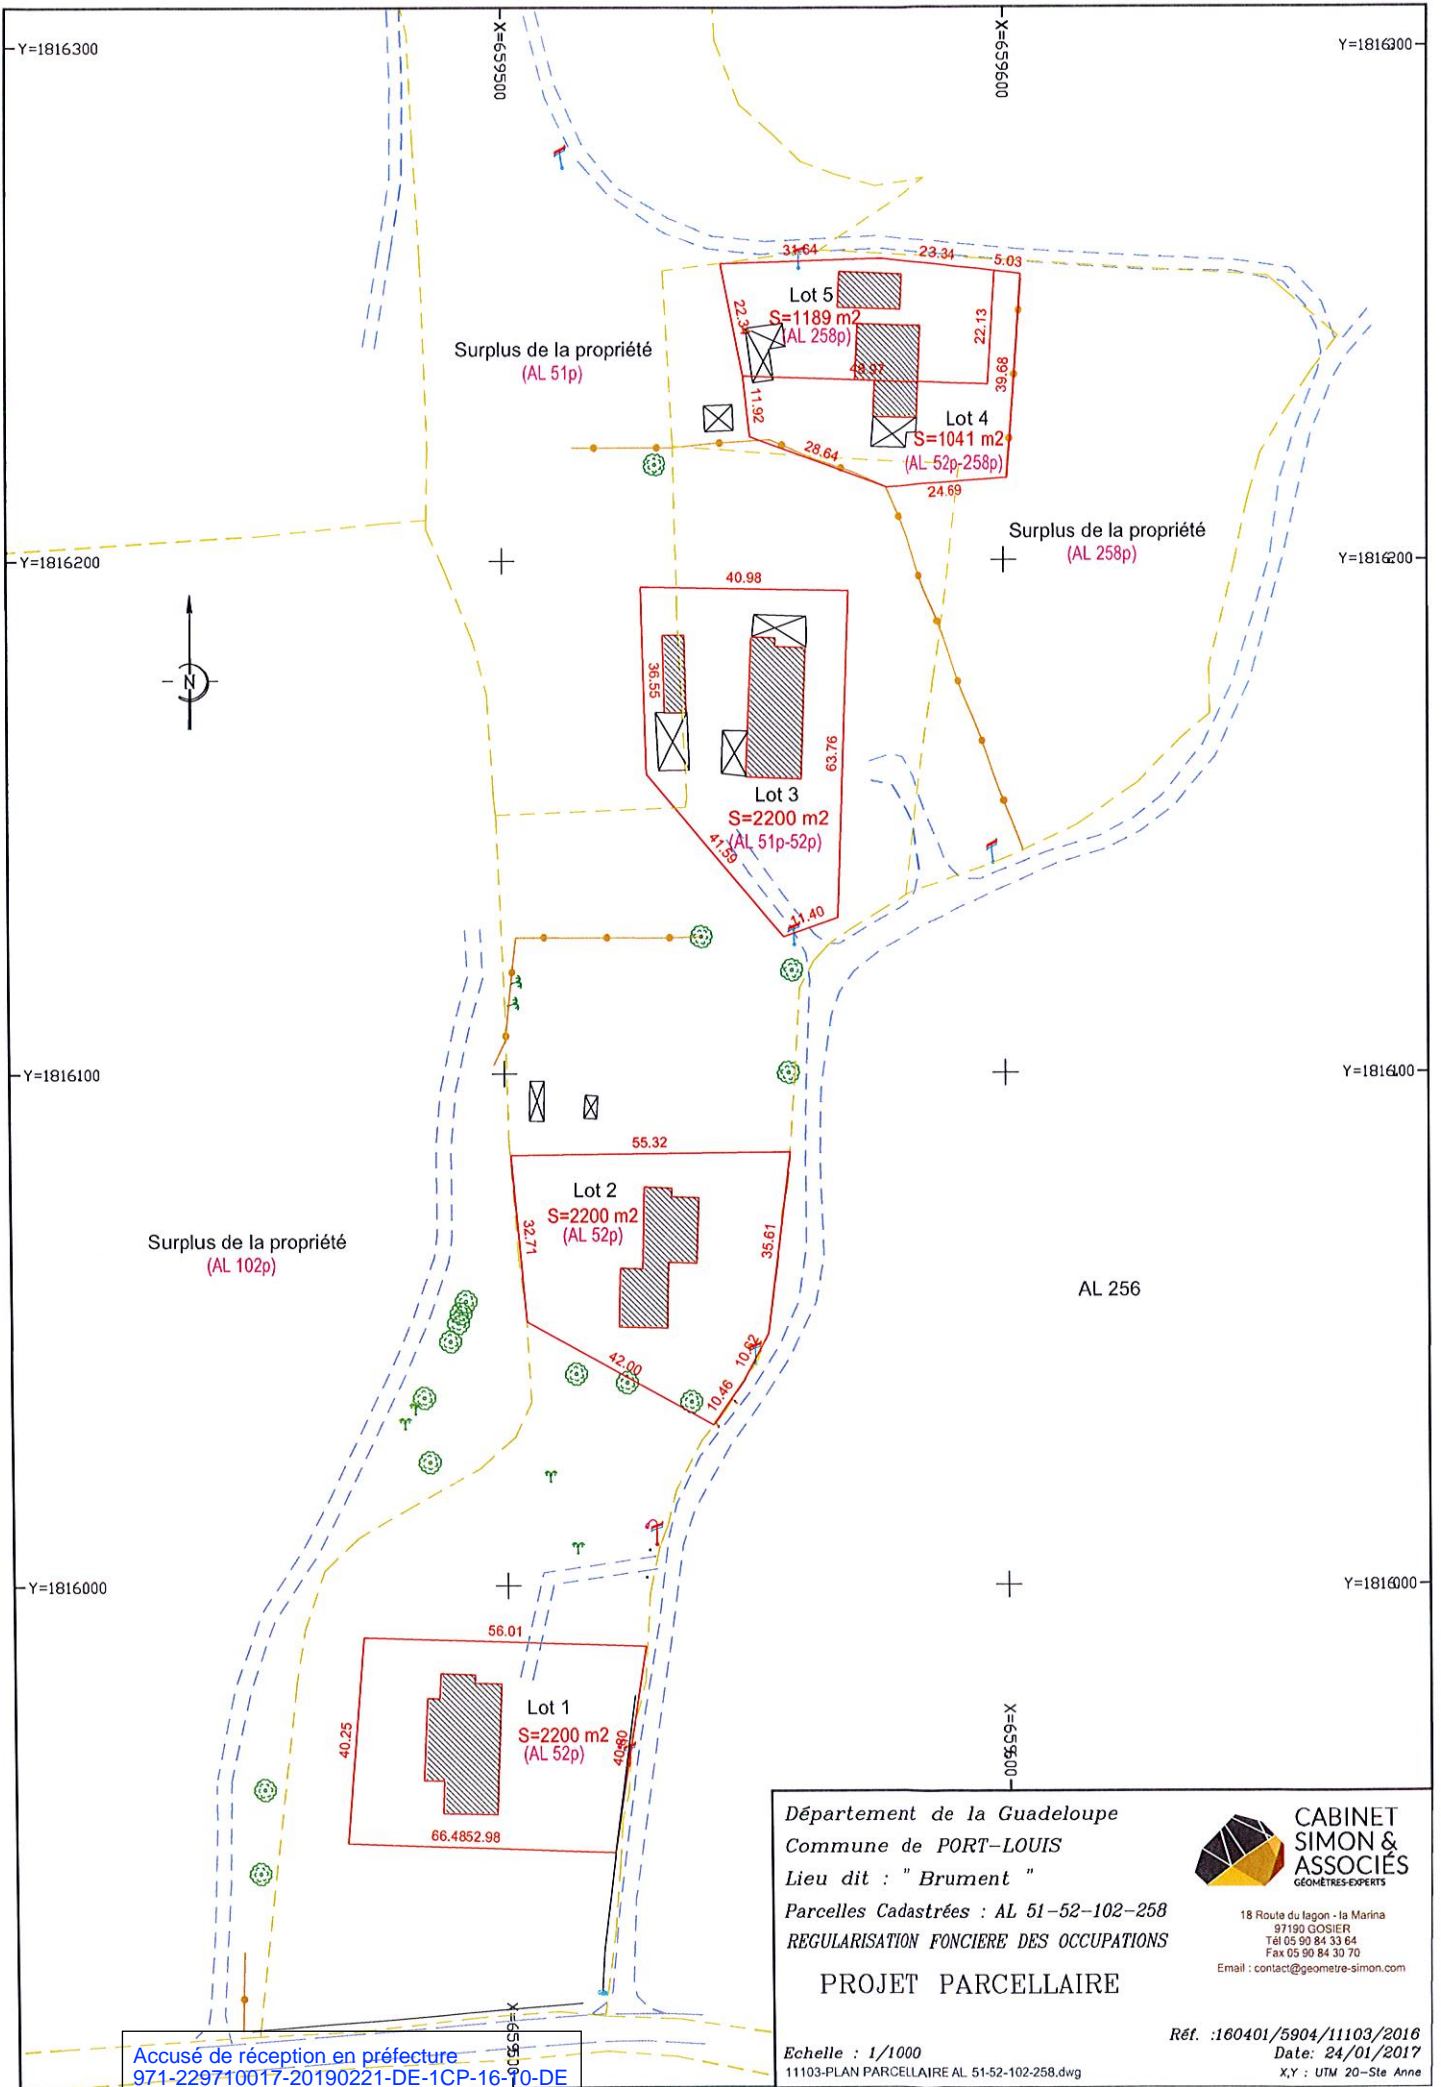 Y=1816300
X=659500
X=659600
Y=1816300
31.64
23.34
5.03
Lot 5
S=1189 m2
(AL 258p)
22.34
22.13
39.68
48.97
11.92
Surplus de la propriété
(AL 51p)
Lot 4
S=1041 m2
(AL 52p-258p)
28.64
24.69
Surplus de la propriété
(AL 258p)
Y=1816200
Y=1816200
N
40.98
36.55
63.76
Lot 3
S=2200 m2
(AL 51p-52p)
41.59
11.40
Y=1816100
Y=1816100
55.32
Lot 2
S=2200 m2
(AL 52p)
32.71
35.61
Surplus de la propriété
(AL 102p)
AL 256
42.00
10.62
10.46
Y=1816000
Y=1816000
56.01
Lot 1
S=2200 m2
(AL 52p)
40.25
40.80
66.4852.98
X=659600
X=659500
Département de la Guadeloupe
Commune de PORT-LOUIS
Lieu dit : " Brument "
Parcelles Cadastrées : AL 51-52-102-258
REGULARISATION FONCIERE DES OCCUPATIONS
PROJET PARCELLAIRE
CABINET
SIMON &
ASSOCIÉS
GÉOMÈTRES-EXPERTS
18 Route du lagon - la Marina
97190 GOSIER
Tél 05 90 84 33 64
Fax 05 90 84 30 70
Email : contact@geometre-simon.com
Réf. :160401/5904/11103/2016
Echelle : 1/1000
Date: 24/01/2017
11103-PLAN PARCELLAIRE AL 51-52-102-258.dwg
X,Y : UTM 20-Ste Anne
Accusé de réception en préfecture
971-229710017-20190221-DE-1CP-16-10-DE